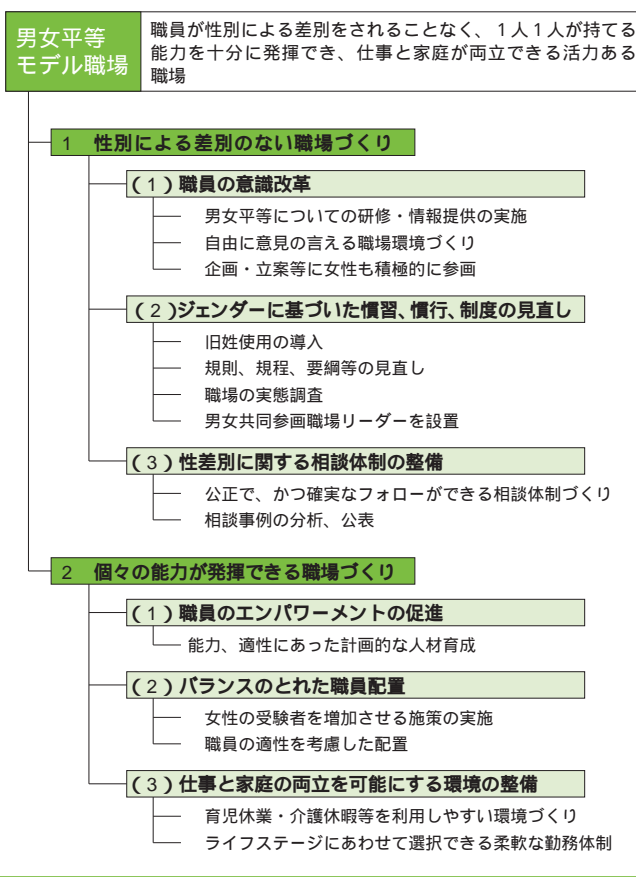 男女平等
モデル職場
職員が性別による差別をされることなく、1人1人が持てる
能力を十分に発揮でき、仕事と家庭が両立できる活力ある
職場
1 性別による差別のない職場づくり
(1)職員の意識改革
男女平等についての研修・情報提供の実施
自由に意見の言える職場環境づくり
企画・立案等に女性も積極的に参画
(2)ジェンダーに基づいた慣習、慣行、制度の見直し
旧姓使用の導入
規則、規程、要綱等の見直し
職場の実態調査
男女共同参画職場リーダーを設置
(3)性差別に関する相談体制の整備
公正で、かつ確実なフォローができる相談体制づくり
相談事例の分析、公表
2 個々の能力が発揮できる職場づくり
(1)職員のエンパワーメントの促進
能力、適性にあった計画的な人材育成
(2)バランスのとれた職員配置
女性の受験者を増加させる施策の実施
職員の適性を考慮した配置
(3)仕事と家庭の両立を可能にする環境の整備
育児休業・介護休暇等を利用しやすい環境づくり
ライフステージにあわせて選択できる柔軟な勤務体制